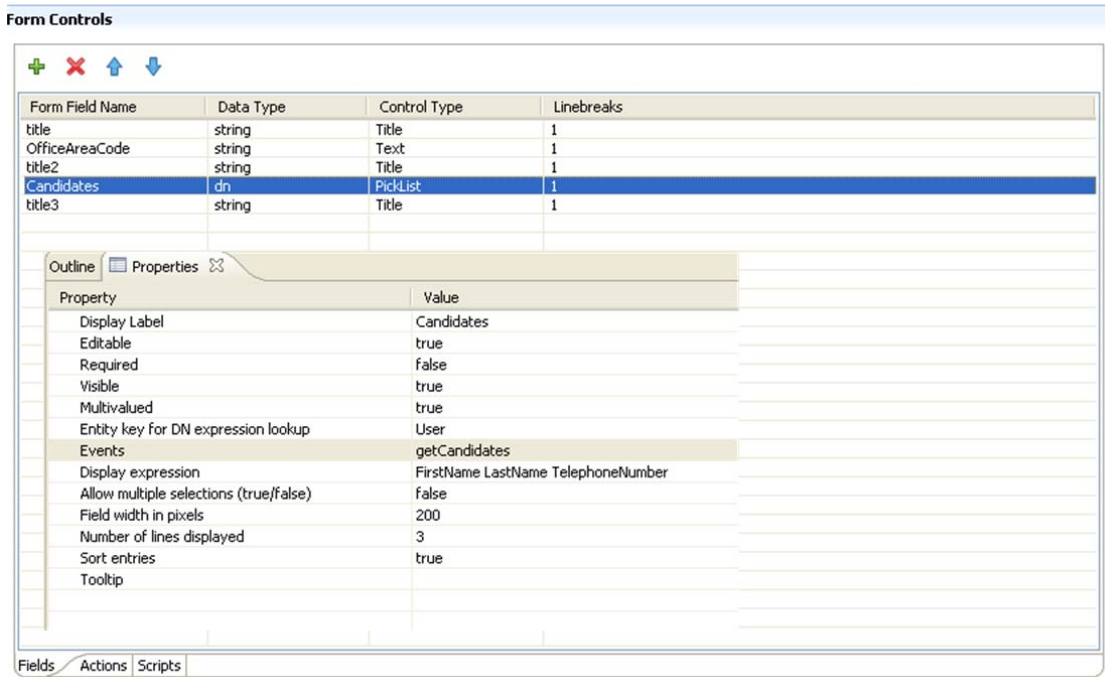 Form Controls
Form Field Name Data Type Control Type Linebreaks
title string Title 1
OfficeAreaCode string Text 1
title2 string Title 1
Candidates dn PickList 1
title3 string Title 1
Outline Properties
Property Value
Display Label Candidates
Editable true
Required false
Visible true
Multivalued true
Entity key for DN expression lookup User
Events getCandidates
Display expression FirstName LastName TelephoneNumber
Allow multiple selections (true/false) false
Field width in pixels 200
Number of lines displayed 3
Sort entries true
Tooltip
Fields Actions Scripts